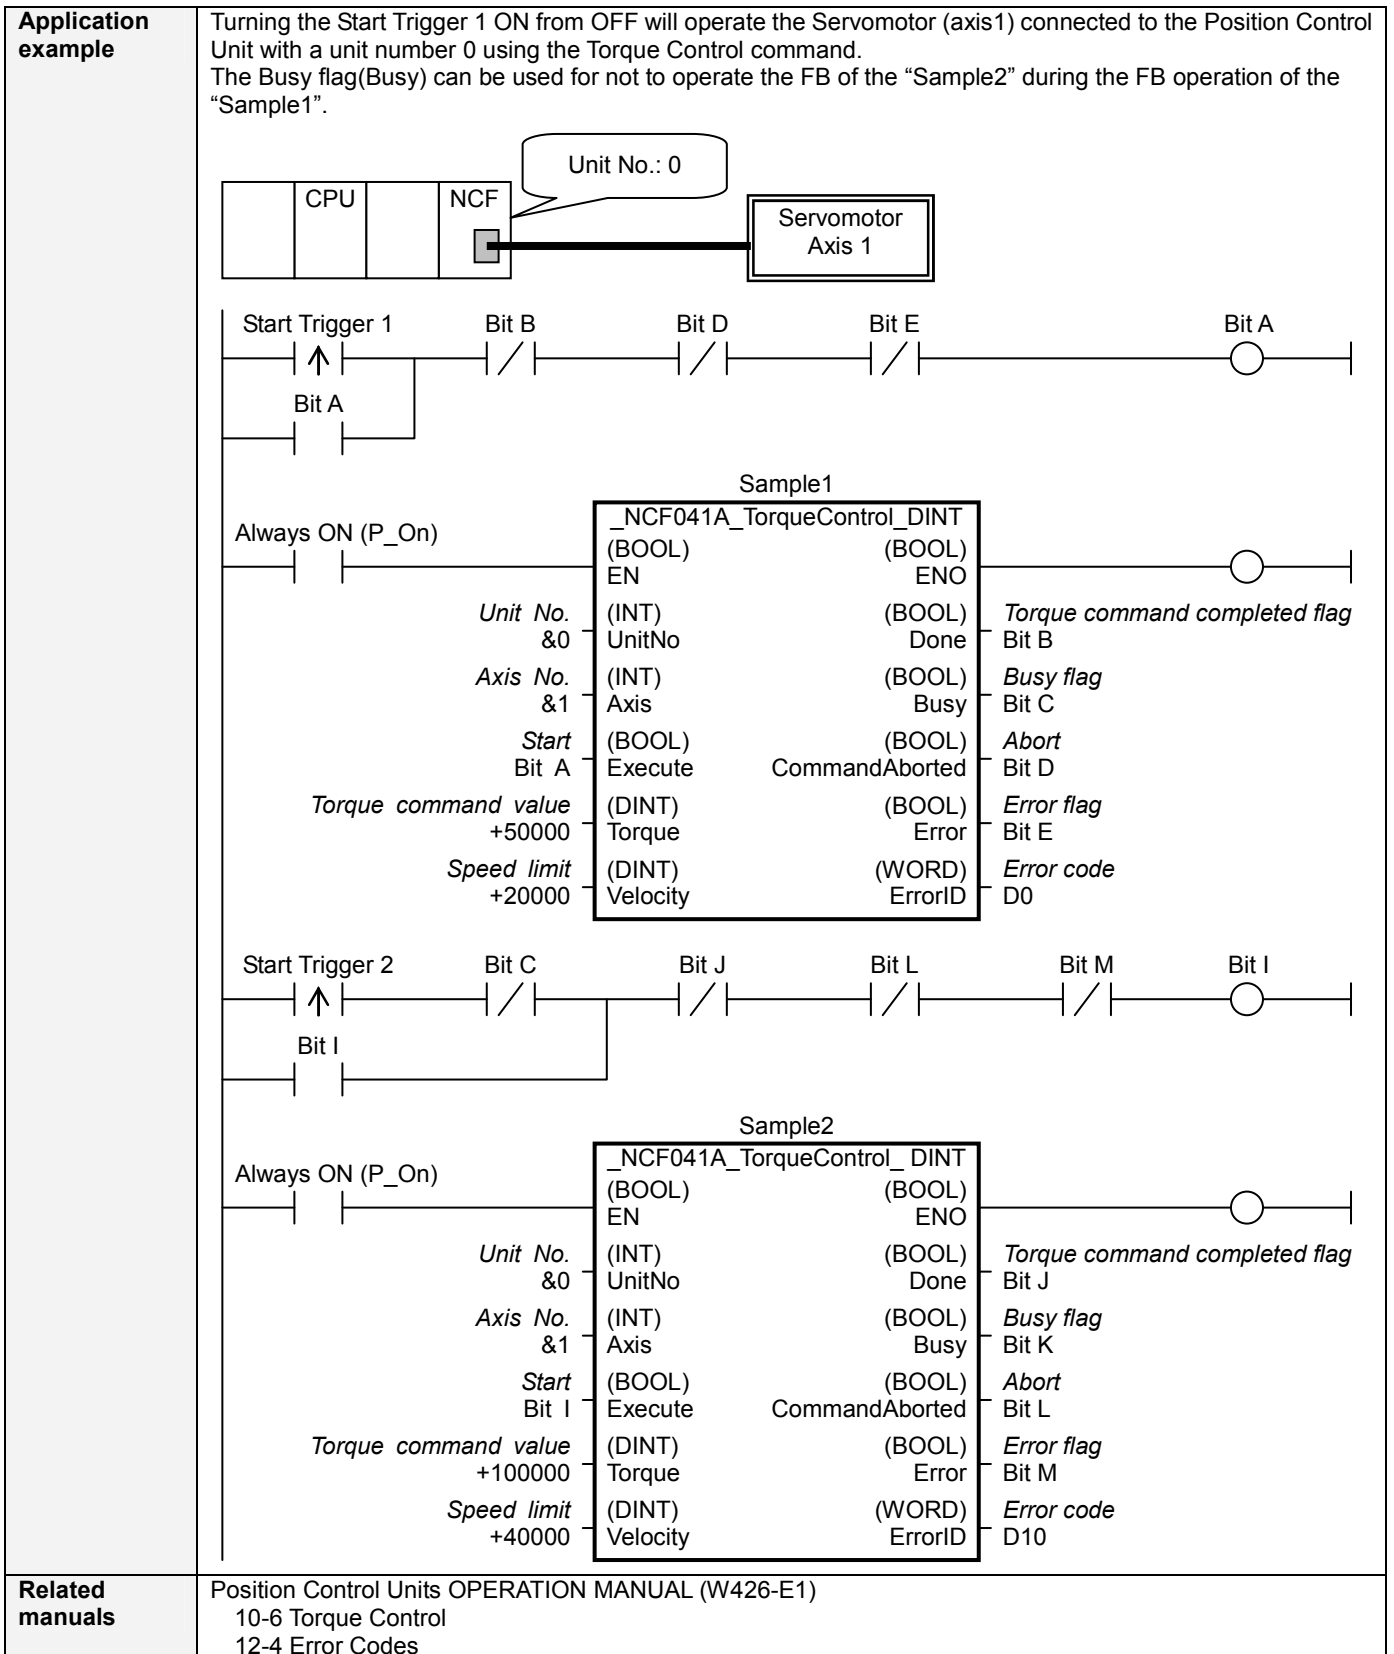 Application example
Turning the Start Trigger 1 ON from OFF will operate the Servomotor (axis1) connected to the Position Control
Unit with a unit number 0 using the Torque Control command.
The Busy flag(Busy) can be used for not to operate the FB of the “Sample2” during the FB operation of the
“Sample1”.
Unit No.: 0
CPU NCF
Servomotor
Axis 1
Start Trigger 1 Bit B Bit D Bit E Bit A
Bit A
Sample1
_NCF041A_TorqueControl_DINT
Always ON (P_On)
(BOOL) (BOOL)
EN ENO
Unit No. (INT) (BOOL) Torque command completed flag
&0 UnitNo Done Bit B
Axis No. (INT) (BOOL) Busy flag
&1 Axis Busy Bit C
Start (BOOL) (BOOL) Abort
Bit A Execute CommandAborted Bit D
Torque command value (DINT) (BOOL) Error flag
+50000 Torque Error Bit E
Speed limit (DINT) (WORD) Error code
+20000 Velocity ErrorID D0
Start Trigger 2 Bit C Bit J Bit L Bit M Bit I
Bit I
Sample2
_NCF041A_TorqueControl_ DINT
Always ON (P_On)
(BOOL) (BOOL)
EN ENO
Unit No. (INT) (BOOL) Torque command completed flag
&0 UnitNo Done Bit J
Axis No. (INT) (BOOL) Busy flag
&1 Axis Busy Bit K
Start (BOOL) (BOOL) Abort
Bit I Execute CommandAborted Bit L
Torque command value (DINT) (BOOL) Error flag
+100000 Torque Error Bit M
Speed limit (DINT) (WORD) Error code
+40000 Velocity ErrorID D10
Related manuals
Position Control Units OPERATION MANUAL (W426-E1)
10-6 Torque Control
12-4 Error Codes